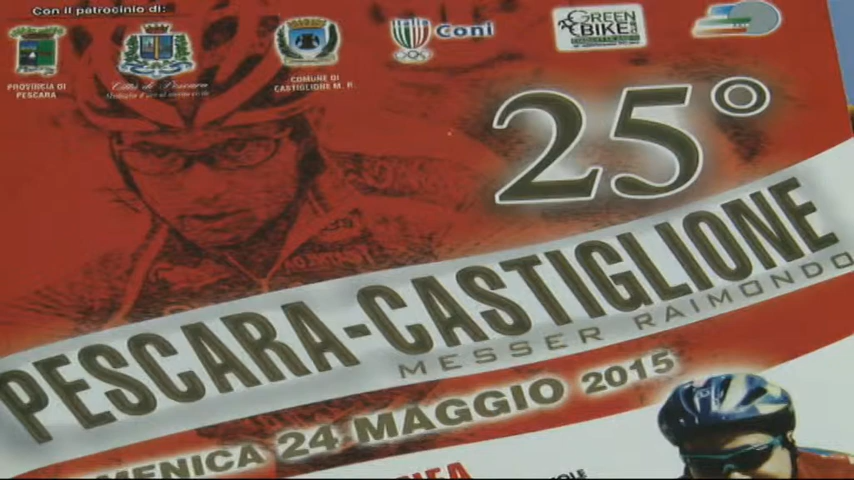 Con il patrocinio di:
PROVINCIA DI
PESCARA
Città di Pescara
COMUNE DI
CASTIGLIONE M. R.
Italia
Coni
GREEN
BIKE
25°
PESCARA-CASTIGLIONE
MESSER RAIMONDO
MENICA 24 MAGGIO 2015